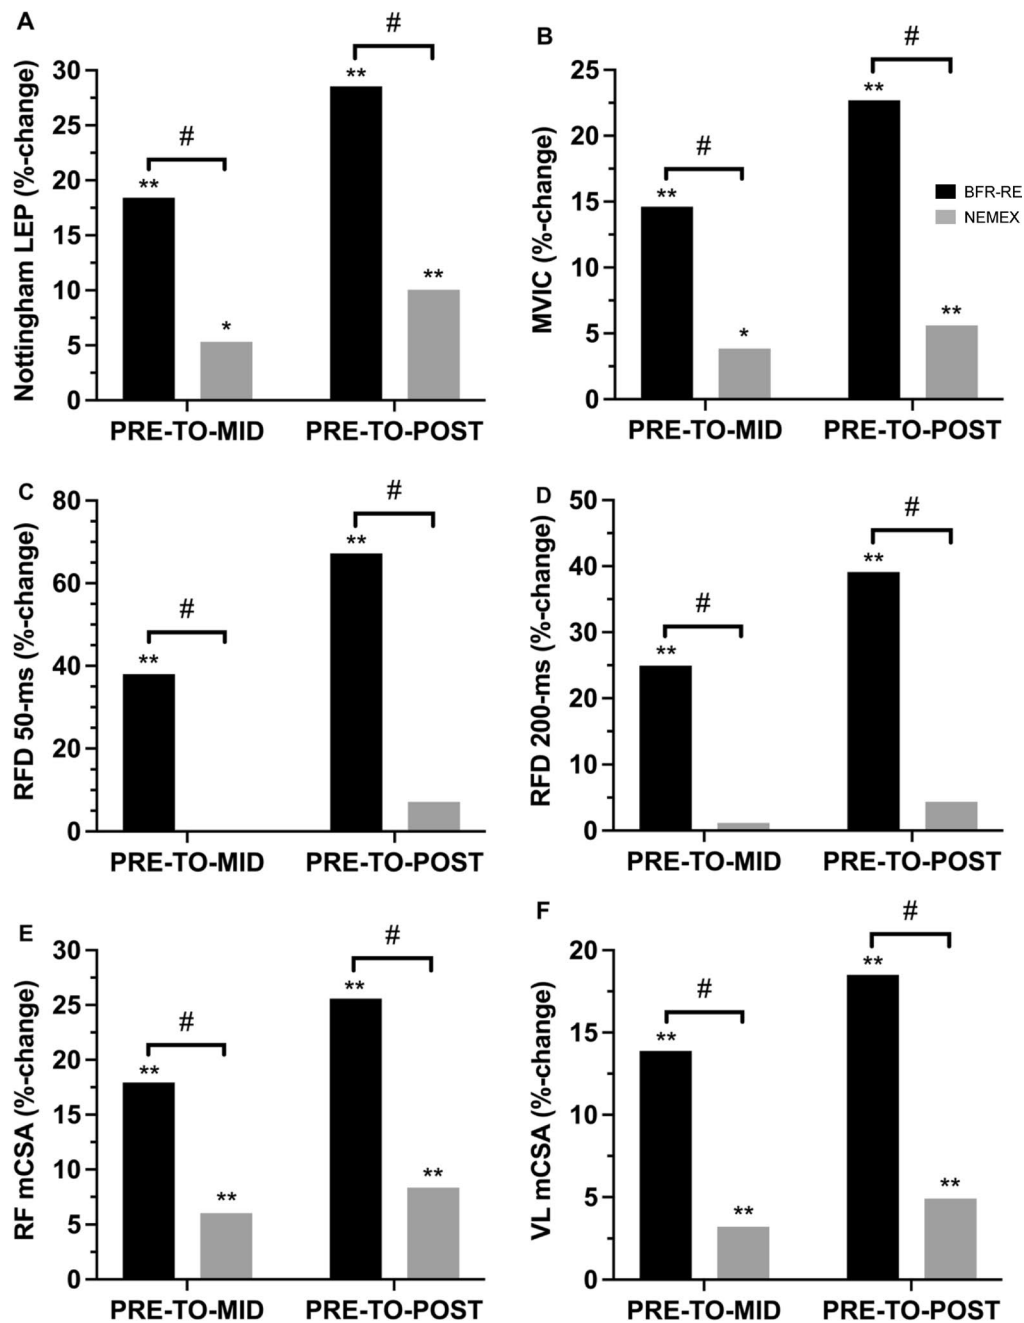 A
Nottingham LEP (%-change)
30
25
20
15
10
5
0
**
#
*
**
#
**
PRE-TO-MID
PRE-TO-POST
B
MVIC (%-change)
25
20
15
10
5
0
**
#
*
**
#
**
PRE-TO-MID
PRE-TO-POST
BFR-RE
NEMEX
C
RFD 50-ms (%-change)
80
60
40
20
0
**
#
**
#
PRE-TO-MID
PRE-TO-POST
D
RFD 200-ms (%-change)
50
40
30
20
10
0
**
#
**
#
PRE-TO-MID
PRE-TO-POST
E
RF mCSA (%-change)
30
25
20
15
10
5
0
**
#
**
**
#
**
PRE-TO-MID
PRE-TO-POST
F
VL mCSA (%-change)
20
15
10
5
0
**
#
**
**
#
**
PRE-TO-MID
PRE-TO-POST